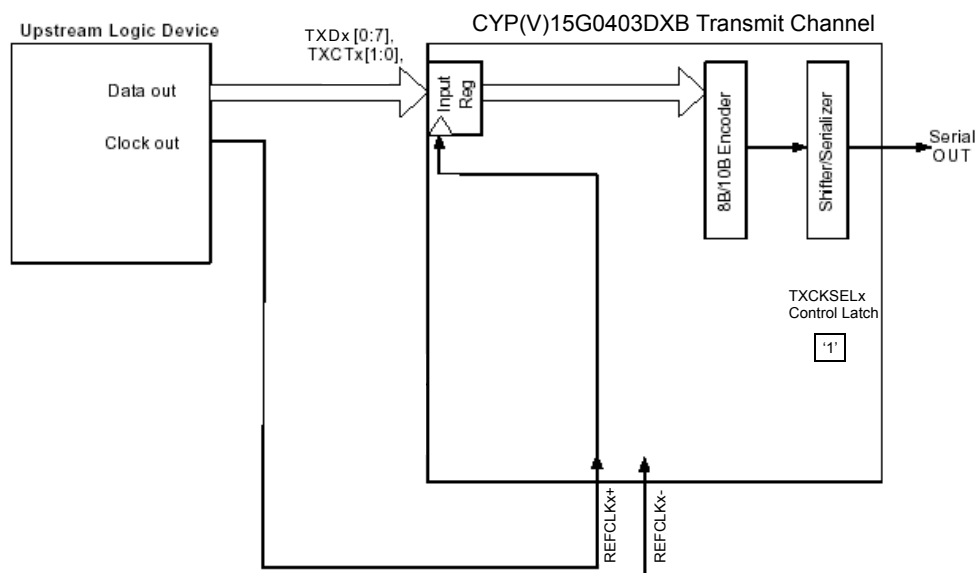 CYP(V)15G0403DXB Transmit Channel
Upstream Logic Device
TXDx [0:7],
TXCTx[1:0],
Data out
Clock out
Input
Reg
8B/10B Encoder
Shifter/Serializer
Serial
OUT
TXCKSELx
Control Latch
‘1’
REFCLKx+
REFCLKx-